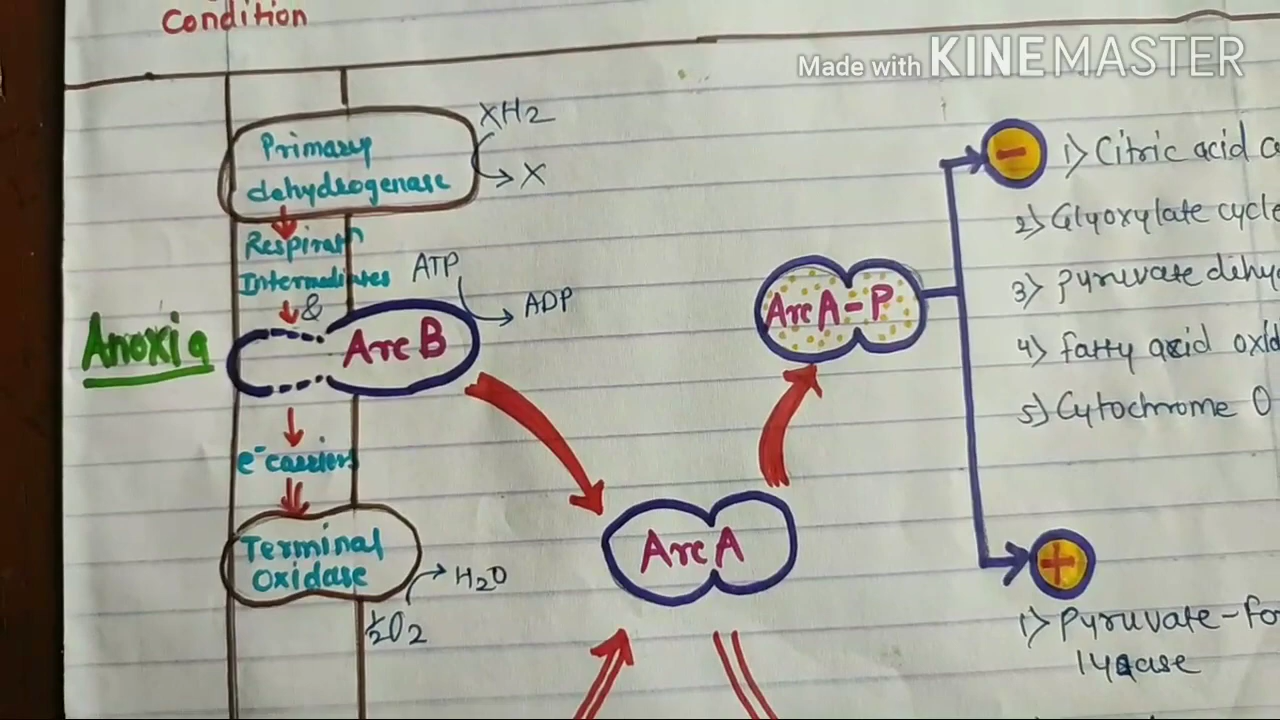 Condition
Made with KINEMASTER
Primary
dehydrogenase
XH2
X
Respirath
Intermediates
&
ATP
ADP
Anoxia
Arc B
e- carriers
Terminal
Oxidase
H2O
½O2
Arc A
Arc A-P
-
1) Citric acid
2) Glyoxylate cycle
3) Pyruvate
4) fatty acid
5) Cytochrome O
+
1) Pyruvate-
lyase